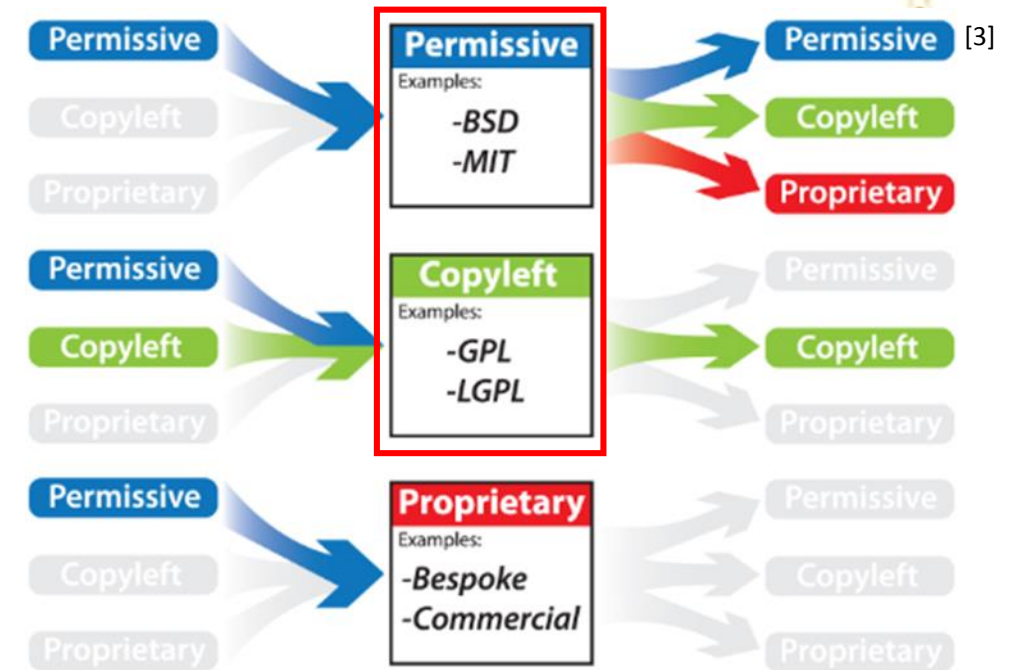 Permissive
Copyleft
Proprietary
Permissive
Examples:
-BSD
-MIT
Permissive [3]
Copyleft
Proprietary
Permissive
Copyleft
Proprietary
Copyleft
Examples:
-GPL
-LGPL
Permissive
Copyleft
Proprietary
Permissive
Copyleft
Proprietary
Proprietary
Examples:
-Bespoke
-Commercial
Permissive
Copyleft
Proprietary